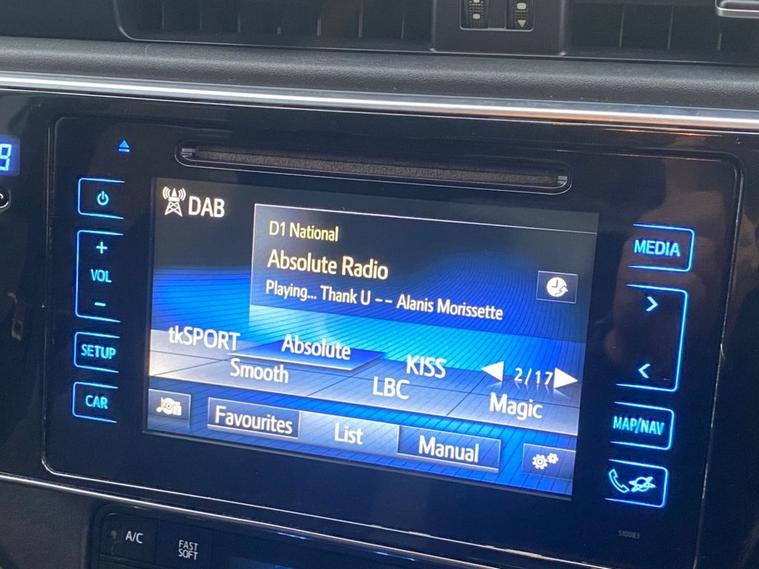 DAB
D1 National
Absolute Radio
Playing... Thank U -- Alanis Morissette
tkSPORT
Absolute
KISS
2/17
Smooth
LBC
Magic
Favourites
List
Manual
+
VOL
-
SETUP
CAR
MEDIA
>
<
MAP/NAV
A/C
FAST
SOFT